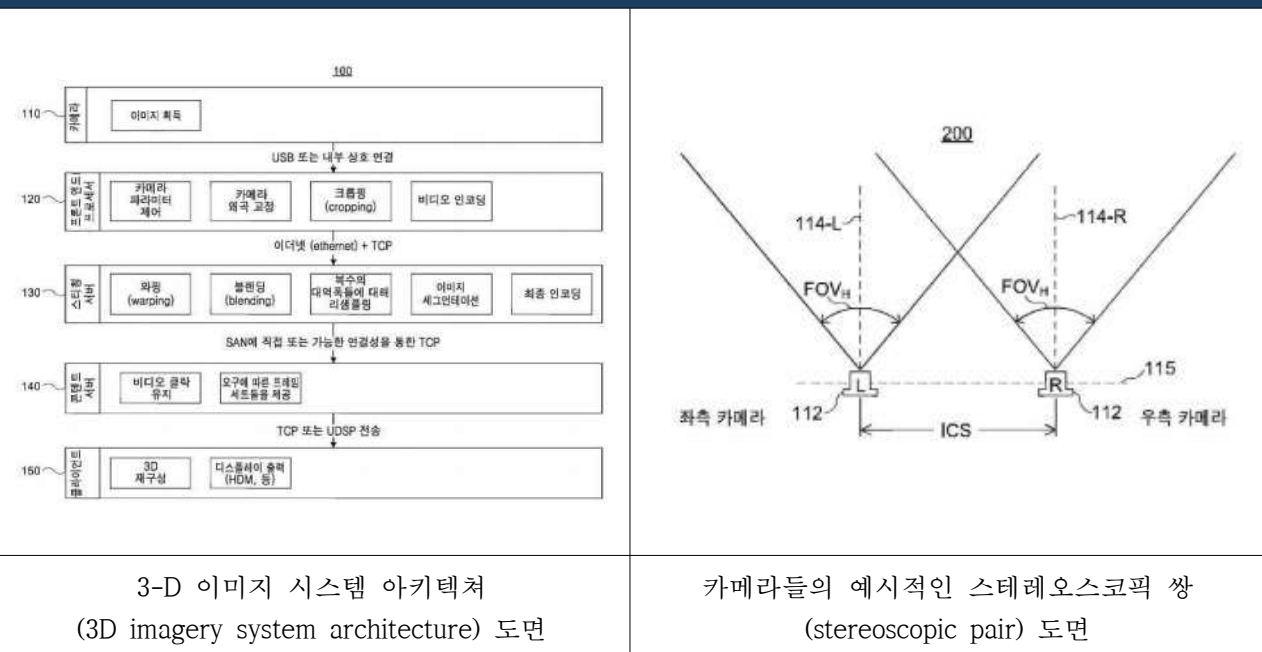 100
110
카메라
이미지 획득
USB 또는 내부 상호 연결
120
프론트 엔드
프로세서
카메라
파라미터
제어
카메라
왜곡 교정
크롭핑
(cropping)
비디오 인코딩
이더넷 (ethernet) + TCP
130
스티칭
서버
와핑
(warping)
블렌딩
(blending)
복수의
대역폭들에 대해
리샘플링
이미지
세그먼테이션
최종 인코딩
SAN에 직접 또는 가능한 연결성을 통한 TCP
140
컨텐트
서버
비디오 클락
유지
요구에 따른 프레임
세트들을 제공
TCP 또는 UDSP 전송
150
클라이언트
3D
재구성
디스플레이 출력
(HDM, 등)
3-D 이미지 시스템 아키텍쳐
(3D imagery system architecture) 도면
200
114-L
114-R
FOVH
FOVH
115
L
R
112
112
좌측 카메라
우측 카메라
ICS
카메라들의 예시적인 스테레오스코픽 쌍
(stereoscopic pair) 도면